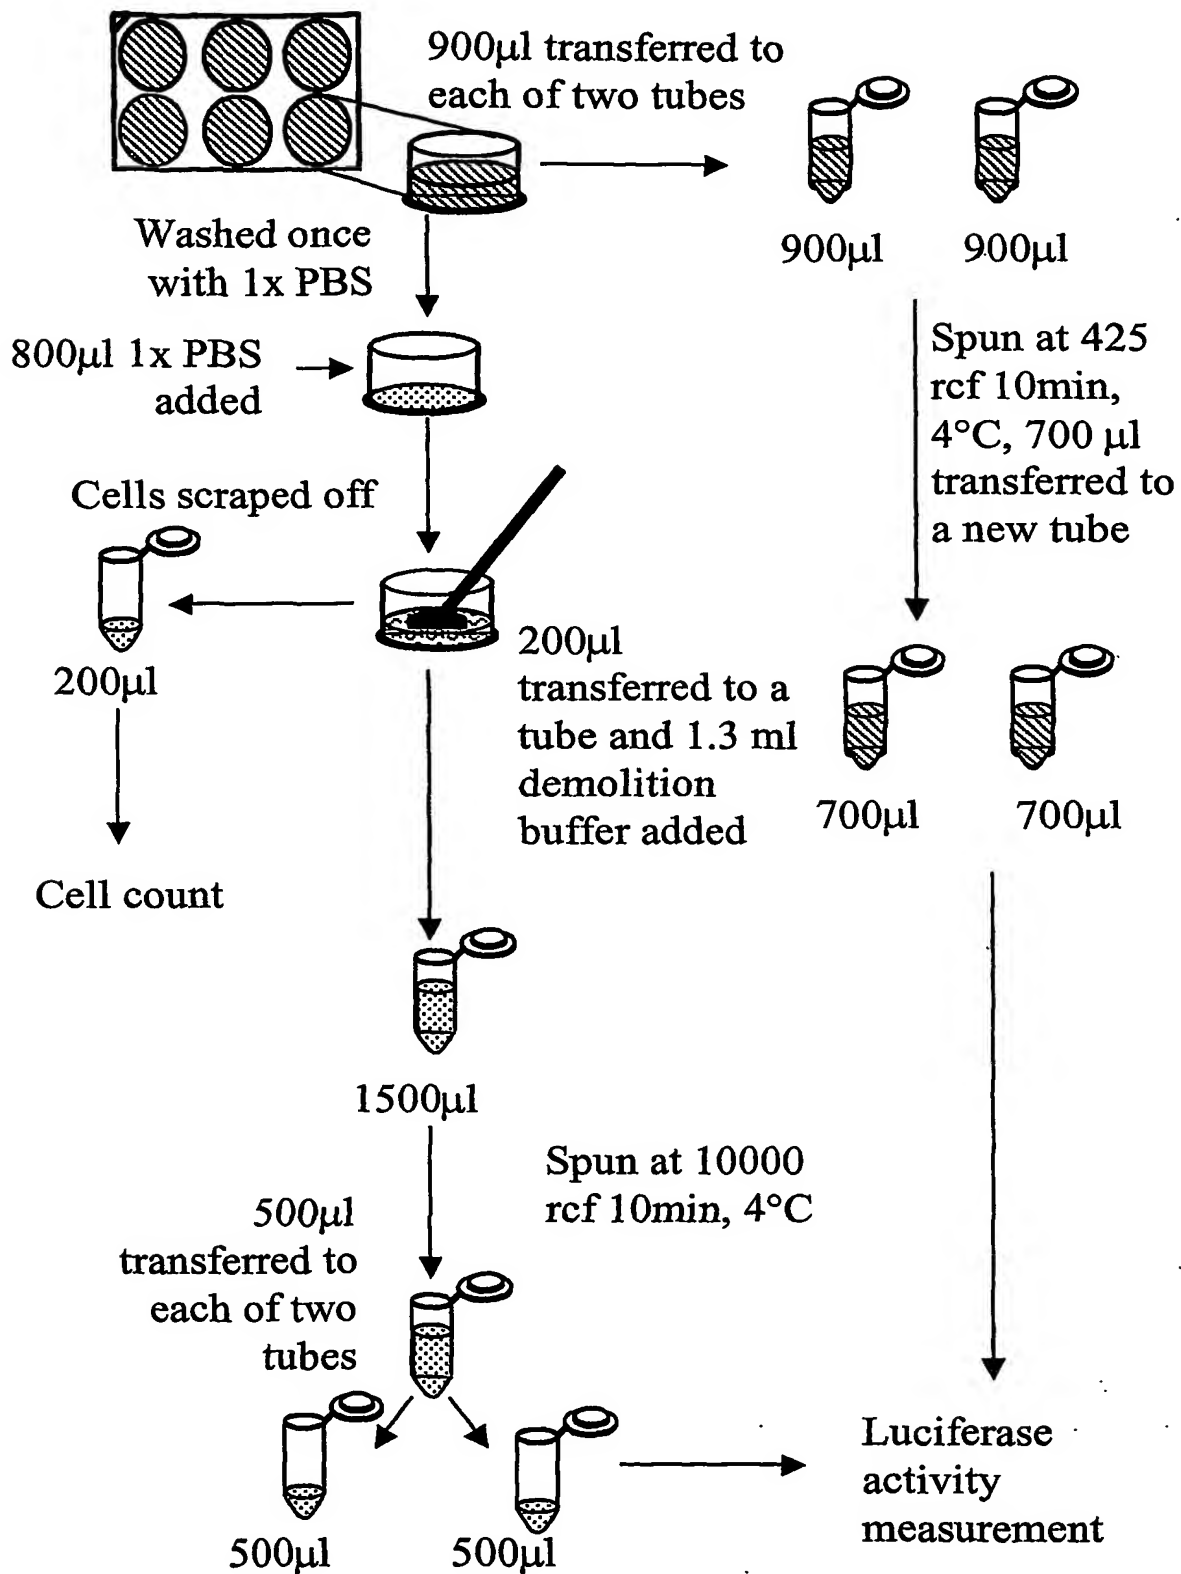 900µl transferred to
each of two tubes
900µl
900µl
Washed once
with 1x PBS
800µl 1x PBS
added
Spun at 425
rcf 10min,
4°C, 700 µl
transferred to
a new tube
Cells scraped off
200µl
Cell count
200µl
transferred to a
tube and 1.3 ml
demolition
buffer added
700µl
700µl
1500µl
Spun at 10000
rcf 10min, 4°C
500µl
transferred to
each of two
tubes
500µl
500µl
Luciferase
activity
measurement